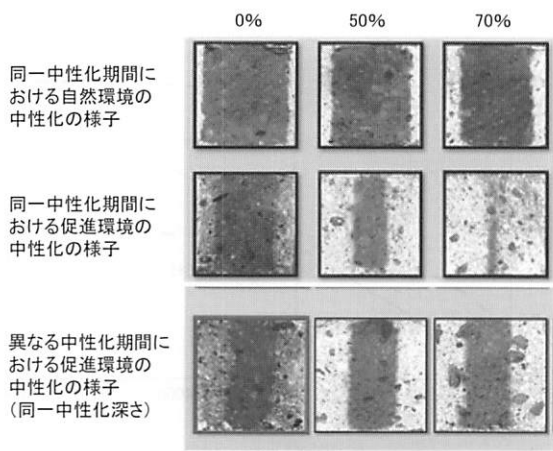 0% 50% 70%
同一中性化期間に
おける自然環境の
中性化の様子
同一中性化期間に
おける促進環境の
中性化の様子
異なる中性化期間に
おける促進環境の
中性化の様子
(同一中性化深さ)